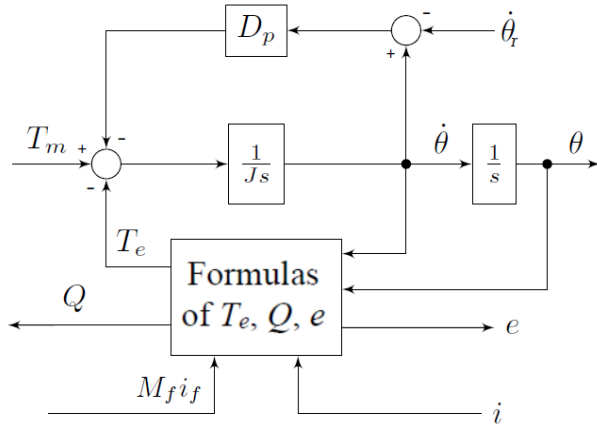 D_p
-
-
+
θ̇_r
T_m
+
-
-
1/Js
θ̇
1/s
θ
T_e
Formulas
of T_e, Q, e
Q
e
M_f i_f
i